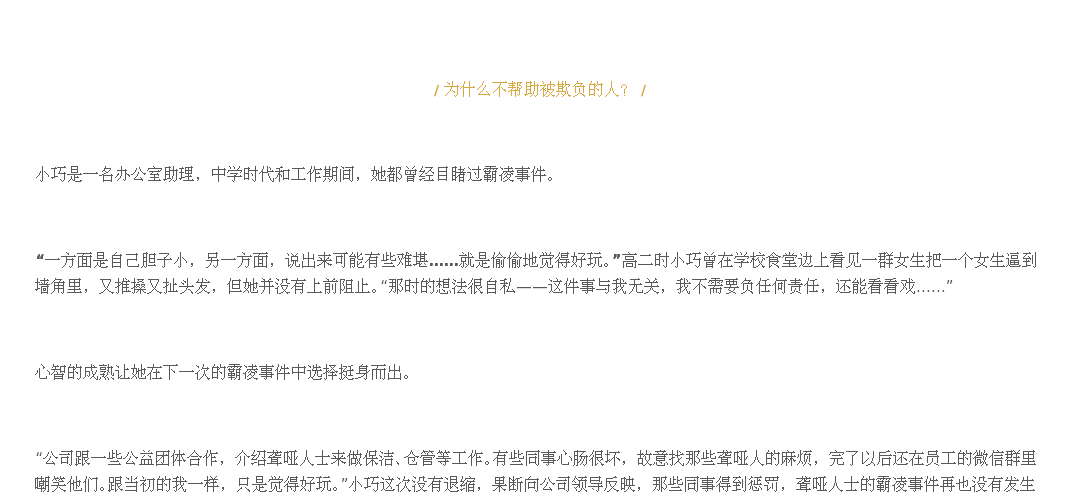 / 为什么不帮助被欺负的人？ /
小巧是一名办公室助理，中学时代和工作期间，她都曾经目睹过霸凌事件。
“一方面是自己胆子小，另一方面，说出来可能有些难堪……就是偷偷地觉得好玩。”高二时小巧曾在学校食堂边上看见一群女生把一个女生逼到
墙角里，又推搡又扯头发，但她并没有上前阻止。“那时的想法很自私——这件事与我无关，我不需要负任何责任，还能看看戏……”
心智的成熟让她在下一次的霸凌事件中选择挺身而出。
“公司跟一些公益团体合作，介绍聋哑人士来做保洁、仓管等工作。有些同事心肠很坏，故意找那些聋哑人的麻烦，完了以后还在员工的微信群里
嘲笑他们。跟当初的我一样，只是觉得好玩。”小巧这次没有退缩，果断向公司领导反映，那些同事得到惩罚，聋哑人士的霸凌事件再也没有发生